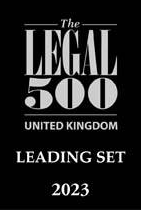 The
LEGAL
500
UNITED KINGDOM
LEADING SET
2023